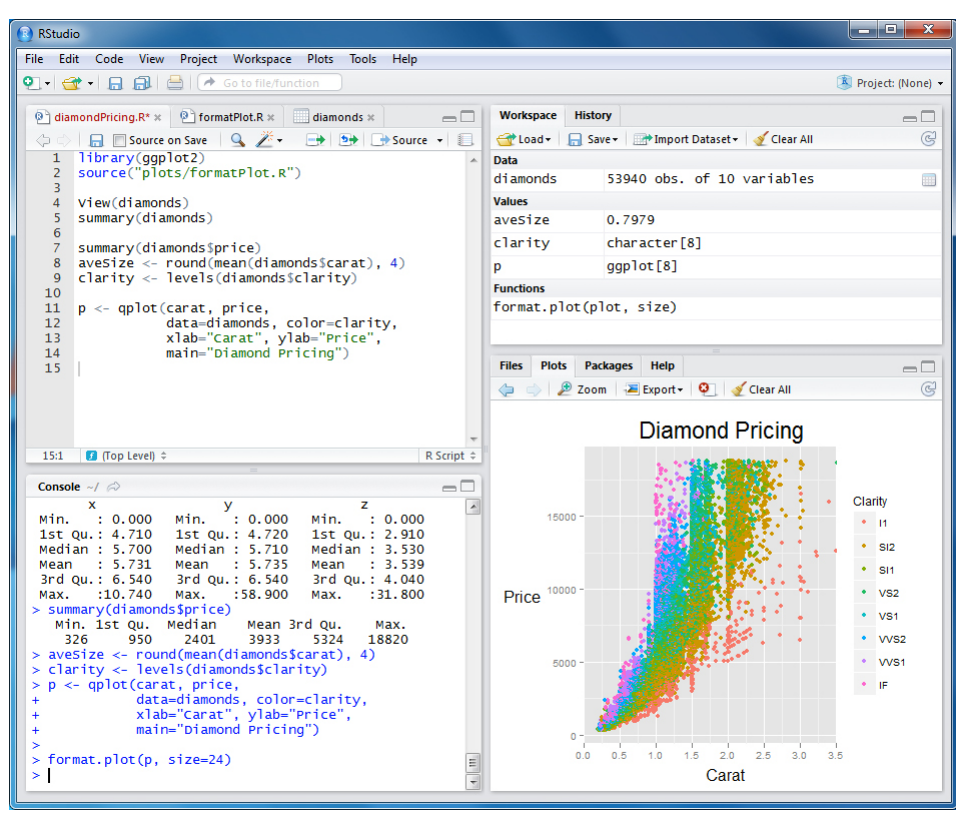 RStudio
File Edit Code View Project Workspace Plots Tools Help
Go to file/function
Project: (None)
diamondPricing.R* × formatPlot.R × diamonds ×
Source on Save Source
1 library(ggplot2)
2 source("plots/formatPlot.R")
3
4 View(diamonds)
5 summary(diamonds)
6
7 summary(diamonds$price)
8 aveSize <- round(mean(diamonds$carat), 4)
9 clarity <- levels(diamonds$clarity)
10
11 p <- qplot(carat, price,
12 data=diamonds, color=clarity,
13 xlab="Carat", ylab="Price",
14 main="Diamond Pricing")
15
15:1 (Top Level) R Script
Console ~/
x y z
Min. : 0.000 Min. : 0.000 Min. : 0.000
1st Qu.: 4.710 1st Qu.: 4.720 1st Qu.: 2.910
Median : 5.700 Median : 5.710 Median : 3.530
Mean : 5.731 Mean : 5.735 Mean : 3.539
3rd Qu.: 6.540 3rd Qu.: 6.540 3rd Qu.: 4.040
Max. :10.740 Max. :58.900 Max. :31.800
> summary(diamonds$price)
Min. 1st Qu. Median Mean 3rd Qu. Max.
326 950 2401 3933 5324 18820
> aveSize <- round(mean(diamonds$carat), 4)
> clarity <- levels(diamonds$clarity)
> p <- qplot(carat, price,
+ data=diamonds, color=clarity,
+ xlab="Carat", ylab="Price",
+ main="Diamond Pricing")
>
> format.plot(p, size=24)
>
Workspace History
Load Save Import Dataset Clear All
Data
diamonds 53940 obs. of 10 variables
Values
aveSize 0.7979
clarity character[8]
p ggplot[8]
Functions
format.plot(plot, size)
Files Plots Packages Help
Zoom Export Clear All
Diamond Pricing
Price
15000
10000
5000
0
0.0 0.5 1.0 1.5 2.0 2.5 3.0 3.5
Carat
Clarity
I1
SI2
SI1
VS2
VS1
VVS2
VVS1
IF